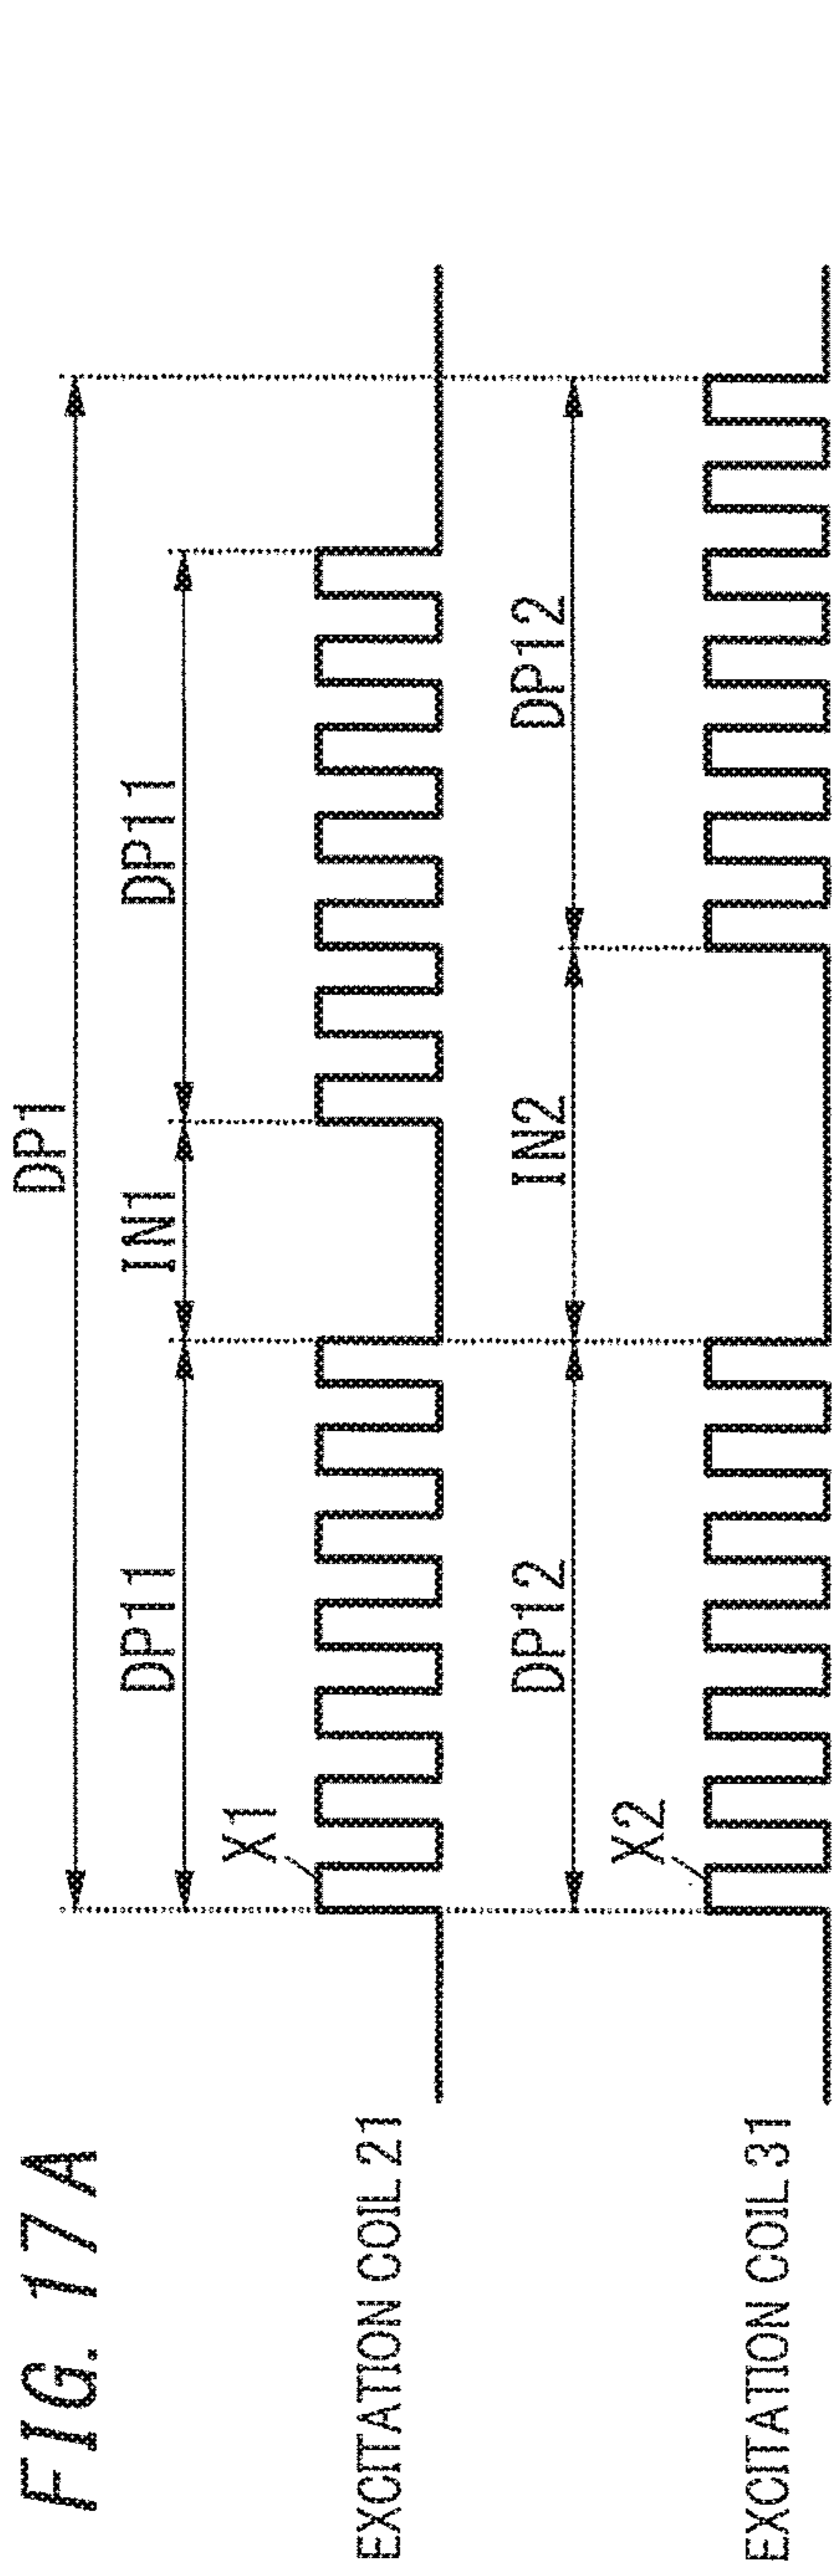 FIG. 17A
DP1
DP11
IN1
DP11
X1
EXCITATION COIL 21
DP12
IN2
DP12
X2
EXCITATION COIL 31